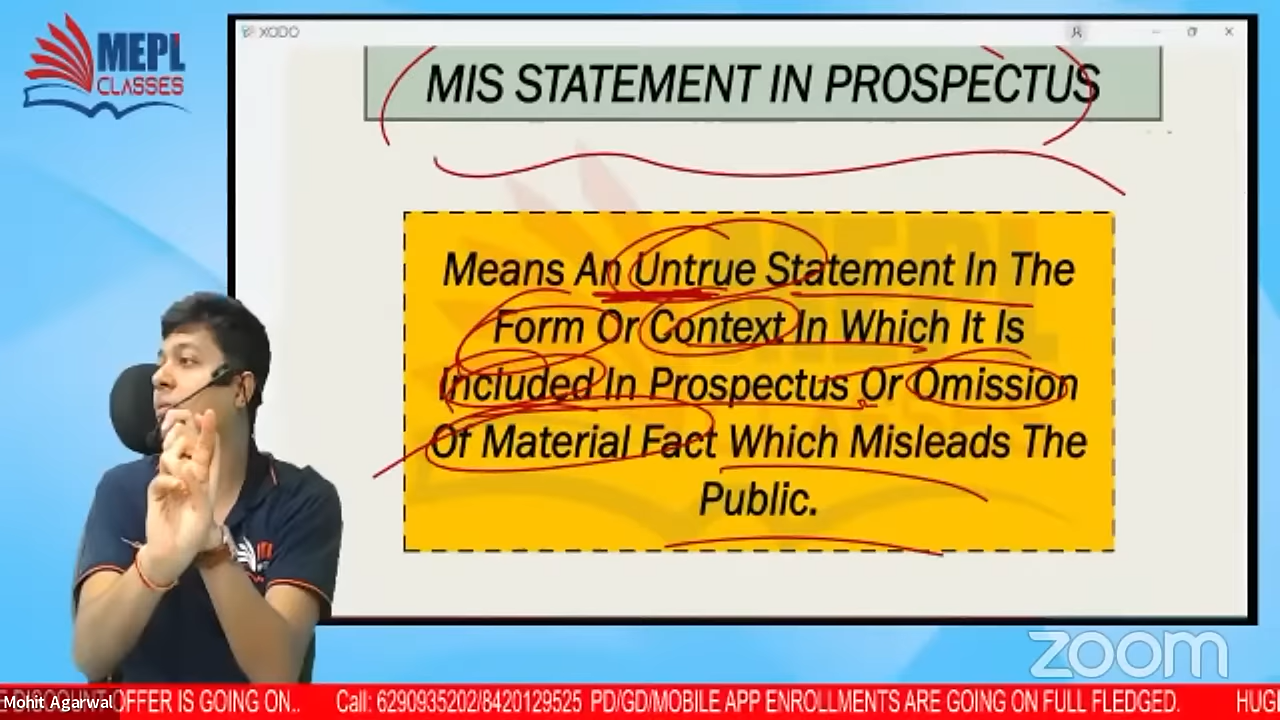 MEPL
CLASSES
XODO
MIS STATEMENT IN PROSPECTUS
Means An Untrue Statement In The
Form Or Context In Which It Is
Included In Prospectus Or Omission
Of Material Fact Which Misleads The
Public.
zoom
Mohit Agarwal
DISCOUNT OFFER IS GOING ON.. Call: 6290935202/8420129525 PD/GD/MOBILE APP ENROLLMENTS ARE GOING ON FULL FLEDGED.